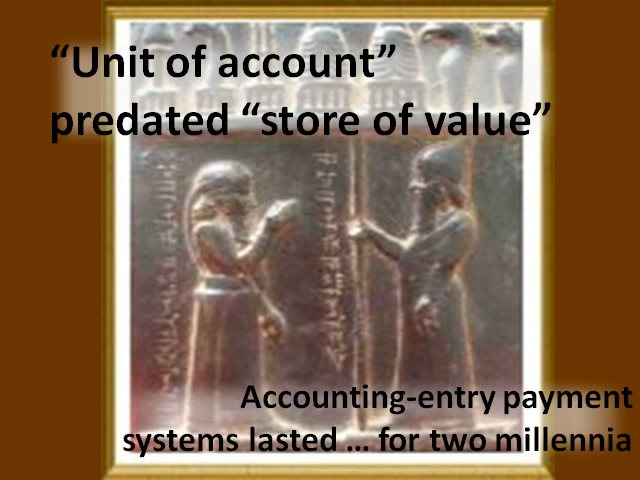 “Unit of account”
predated “store of value”
Accounting-entry payment
systems lasted ... for two millennia